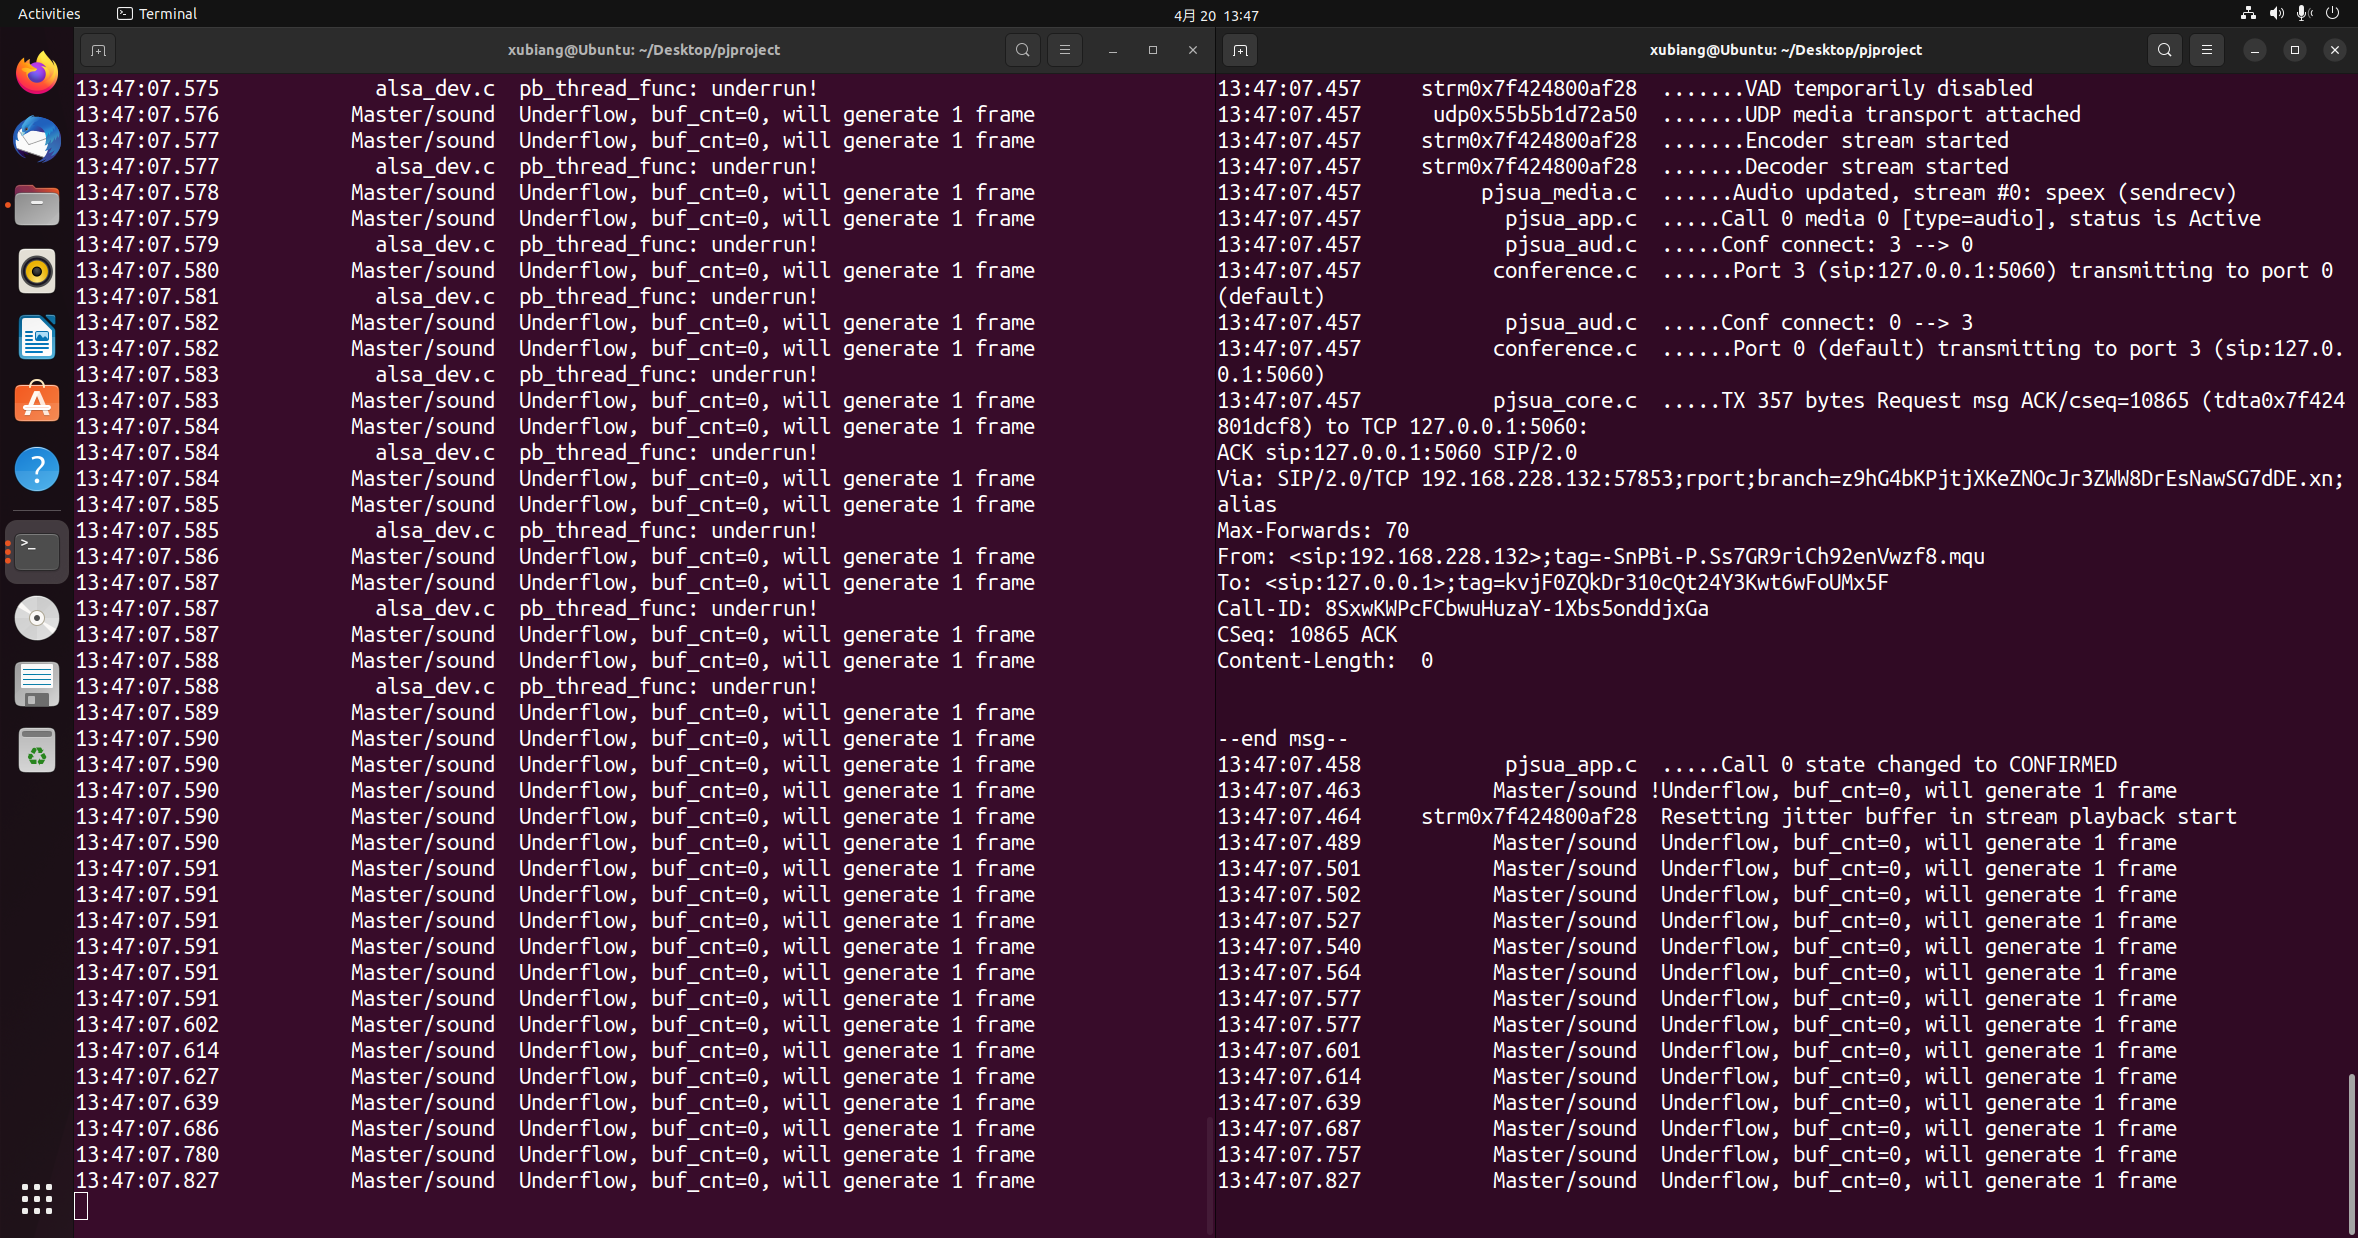 Activities
Terminal
4月 20 13:47
xubiang@Ubuntu: ~/Desktop/pjproject
13:47:07.575             alsa_dev.c  pb_thread_func: underrun!
13:47:07.576           Master/sound  Underflow, buf_cnt=0, will generate 1 frame
13:47:07.577           Master/sound  Underflow, buf_cnt=0, will generate 1 frame
13:47:07.577             alsa_dev.c  pb_thread_func: underrun!
13:47:07.578           Master/sound  Underflow, buf_cnt=0, will generate 1 frame
13:47:07.579           Master/sound  Underflow, buf_cnt=0, will generate 1 frame
13:47:07.579             alsa_dev.c  pb_thread_func: underrun!
13:47:07.580           Master/sound  Underflow, buf_cnt=0, will generate 1 frame
13:47:07.581             alsa_dev.c  pb_thread_func: underrun!
13:47:07.582           Master/sound  Underflow, buf_cnt=0, will generate 1 frame
13:47:07.582           Master/sound  Underflow, buf_cnt=0, will generate 1 frame
13:47:07.583             alsa_dev.c  pb_thread_func: underrun!
13:47:07.583           Master/sound  Underflow, buf_cnt=0, will generate 1 frame
13:47:07.584           Master/sound  Underflow, buf_cnt=0, will generate 1 frame
13:47:07.584             alsa_dev.c  pb_thread_func: underrun!
13:47:07.584           Master/sound  Underflow, buf_cnt=0, will generate 1 frame
13:47:07.585           Master/sound  Underflow, buf_cnt=0, will generate 1 frame
13:47:07.585             alsa_dev.c  pb_thread_func: underrun!
13:47:07.586           Master/sound  Underflow, buf_cnt=0, will generate 1 frame
13:47:07.587           Master/sound  Underflow, buf_cnt=0, will generate 1 frame
13:47:07.587             alsa_dev.c  pb_thread_func: underrun!
13:47:07.587           Master/sound  Underflow, buf_cnt=0, will generate 1 frame
13:47:07.588           Master/sound  Underflow, buf_cnt=0, will generate 1 frame
13:47:07.588             alsa_dev.c  pb_thread_func: underrun!
13:47:07.589           Master/sound  Underflow, buf_cnt=0, will generate 1 frame
13:47:07.590           Master/sound  Underflow, buf_cnt=0, will generate 1 frame
13:47:07.590           Master/sound  Underflow, buf_cnt=0, will generate 1 frame
13:47:07.590           Master/sound  Underflow, buf_cnt=0, will generate 1 frame
13:47:07.590           Master/sound  Underflow, buf_cnt=0, will generate 1 frame
13:47:07.590           Master/sound  Underflow, buf_cnt=0, will generate 1 frame
13:47:07.591           Master/sound  Underflow, buf_cnt=0, will generate 1 frame
13:47:07.591           Master/sound  Underflow, buf_cnt=0, will generate 1 frame
13:47:07.591           Master/sound  Underflow, buf_cnt=0, will generate 1 frame
13:47:07.591           Master/sound  Underflow, buf_cnt=0, will generate 1 frame
13:47:07.591           Master/sound  Underflow, buf_cnt=0, will generate 1 frame
13:47:07.591           Master/sound  Underflow, buf_cnt=0, will generate 1 frame
13:47:07.602           Master/sound  Underflow, buf_cnt=0, will generate 1 frame
13:47:07.614           Master/sound  Underflow, buf_cnt=0, will generate 1 frame
13:47:07.627           Master/sound  Underflow, buf_cnt=0, will generate 1 frame
13:47:07.639           Master/sound  Underflow, buf_cnt=0, will generate 1 frame
13:47:07.686           Master/sound  Underflow, buf_cnt=0, will generate 1 frame
13:47:07.780           Master/sound  Underflow, buf_cnt=0, will generate 1 frame
13:47:07.827           Master/sound  Underflow, buf_cnt=0, will generate 1 frame
xubiang@Ubuntu: ~/Desktop/pjproject
13:47:07.457     strm0x7f424800af28  .......VAD temporarily disabled
13:47:07.457      udp0x55b5b1d72a50  .......UDP media transport attached
13:47:07.457     strm0x7f424800af28  .......Encoder stream started
13:47:07.457     strm0x7f424800af28  .......Decoder stream started
13:47:07.457          pjsua_media.c  ......Audio updated, stream #0: speex (sendrecv)
13:47:07.457            pjsua_app.c  .....Call 0 media 0 [type=audio], status is Active
13:47:07.457            pjsua_aud.c  .....Conf connect: 3 --> 0
13:47:07.457           conference.c  ......Port 3 (sip:127.0.0.1:5060) transmitting to port 0
(default)
13:47:07.457            pjsua_aud.c  .....Conf connect: 0 --> 3
13:47:07.457           conference.c  ......Port 0 (default) transmitting to port 3 (sip:127.0.
0.1:5060)
13:47:07.457           pjsua_core.c  .....TX 357 bytes Request msg ACK/cseq=10865 (tdta0x7f424
801dcf8) to TCP 127.0.0.1:5060:
ACK sip:127.0.0.1:5060 SIP/2.0
Via: SIP/2.0/TCP 192.168.228.132:57853;rport;branch=z9hG4bKPjtjXKeZNOcJr3ZWW8DrEsNawSG7dDE.xn;
alias
Max-Forwards: 70
From: <sip:192.168.228.132>;tag=-SnPBi-P.Ss7GR9riCh92enVwzf8.mqu
To: <sip:127.0.0.1>;tag=kvjF0ZQkDr310cQt24Y3Kwt6wFoUMx5F
Call-ID: 8SxwKWPcFCbwuHuzaY-1Xbs5onddjxGa
CSeq: 10865 ACK
Content-Length:  0
--end msg--
13:47:07.458            pjsua_app.c  .....Call 0 state changed to CONFIRMED
13:47:07.463           Master/sound !Underflow, buf_cnt=0, will generate 1 frame
13:47:07.464     strm0x7f424800af28  Resetting jitter buffer in stream playback start
13:47:07.489           Master/sound  Underflow, buf_cnt=0, will generate 1 frame
13:47:07.501           Master/sound  Underflow, buf_cnt=0, will generate 1 frame
13:47:07.502           Master/sound  Underflow, buf_cnt=0, will generate 1 frame
13:47:07.527           Master/sound  Underflow, buf_cnt=0, will generate 1 frame
13:47:07.540           Master/sound  Underflow, buf_cnt=0, will generate 1 frame
13:47:07.564           Master/sound  Underflow, buf_cnt=0, will generate 1 frame
13:47:07.577           Master/sound  Underflow, buf_cnt=0, will generate 1 frame
13:47:07.577           Master/sound  Underflow, buf_cnt=0, will generate 1 frame
13:47:07.601           Master/sound  Underflow, buf_cnt=0, will generate 1 frame
13:47:07.614           Master/sound  Underflow, buf_cnt=0, will generate 1 frame
13:47:07.639           Master/sound  Underflow, buf_cnt=0, will generate 1 frame
13:47:07.687           Master/sound  Underflow, buf_cnt=0, will generate 1 frame
13:47:07.757           Master/sound  Underflow, buf_cnt=0, will generate 1 frame
13:47:07.827           Master/sound  Underflow, buf_cnt=0, will generate 1 frame